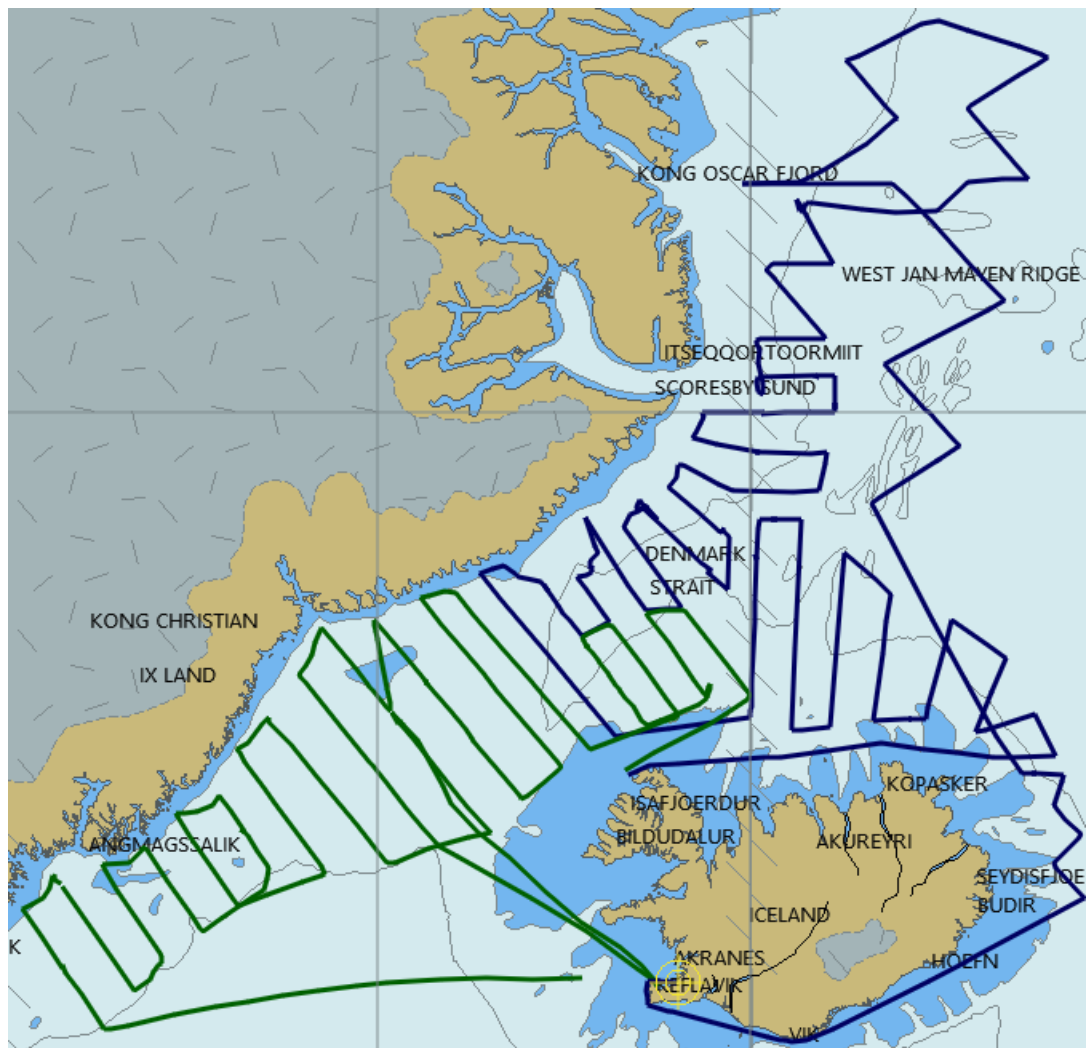 KONG OSCAR FJORD
WEST JAN MAYEN RIDGE
ITSEQQORTOORMIIT
SCORESBY SUND
DENMARK
STRAIT
KONG CHRISTIAN
IX LAND
KOPASKER
ISAFJOERDUR
BILDUDALUR
AKUREYRI
ANGMAGSSALIK
SEYDISFJOE
BUDIR
ICELAND
K
AKRANES
HOEFN
KEFLAVIK
VIK